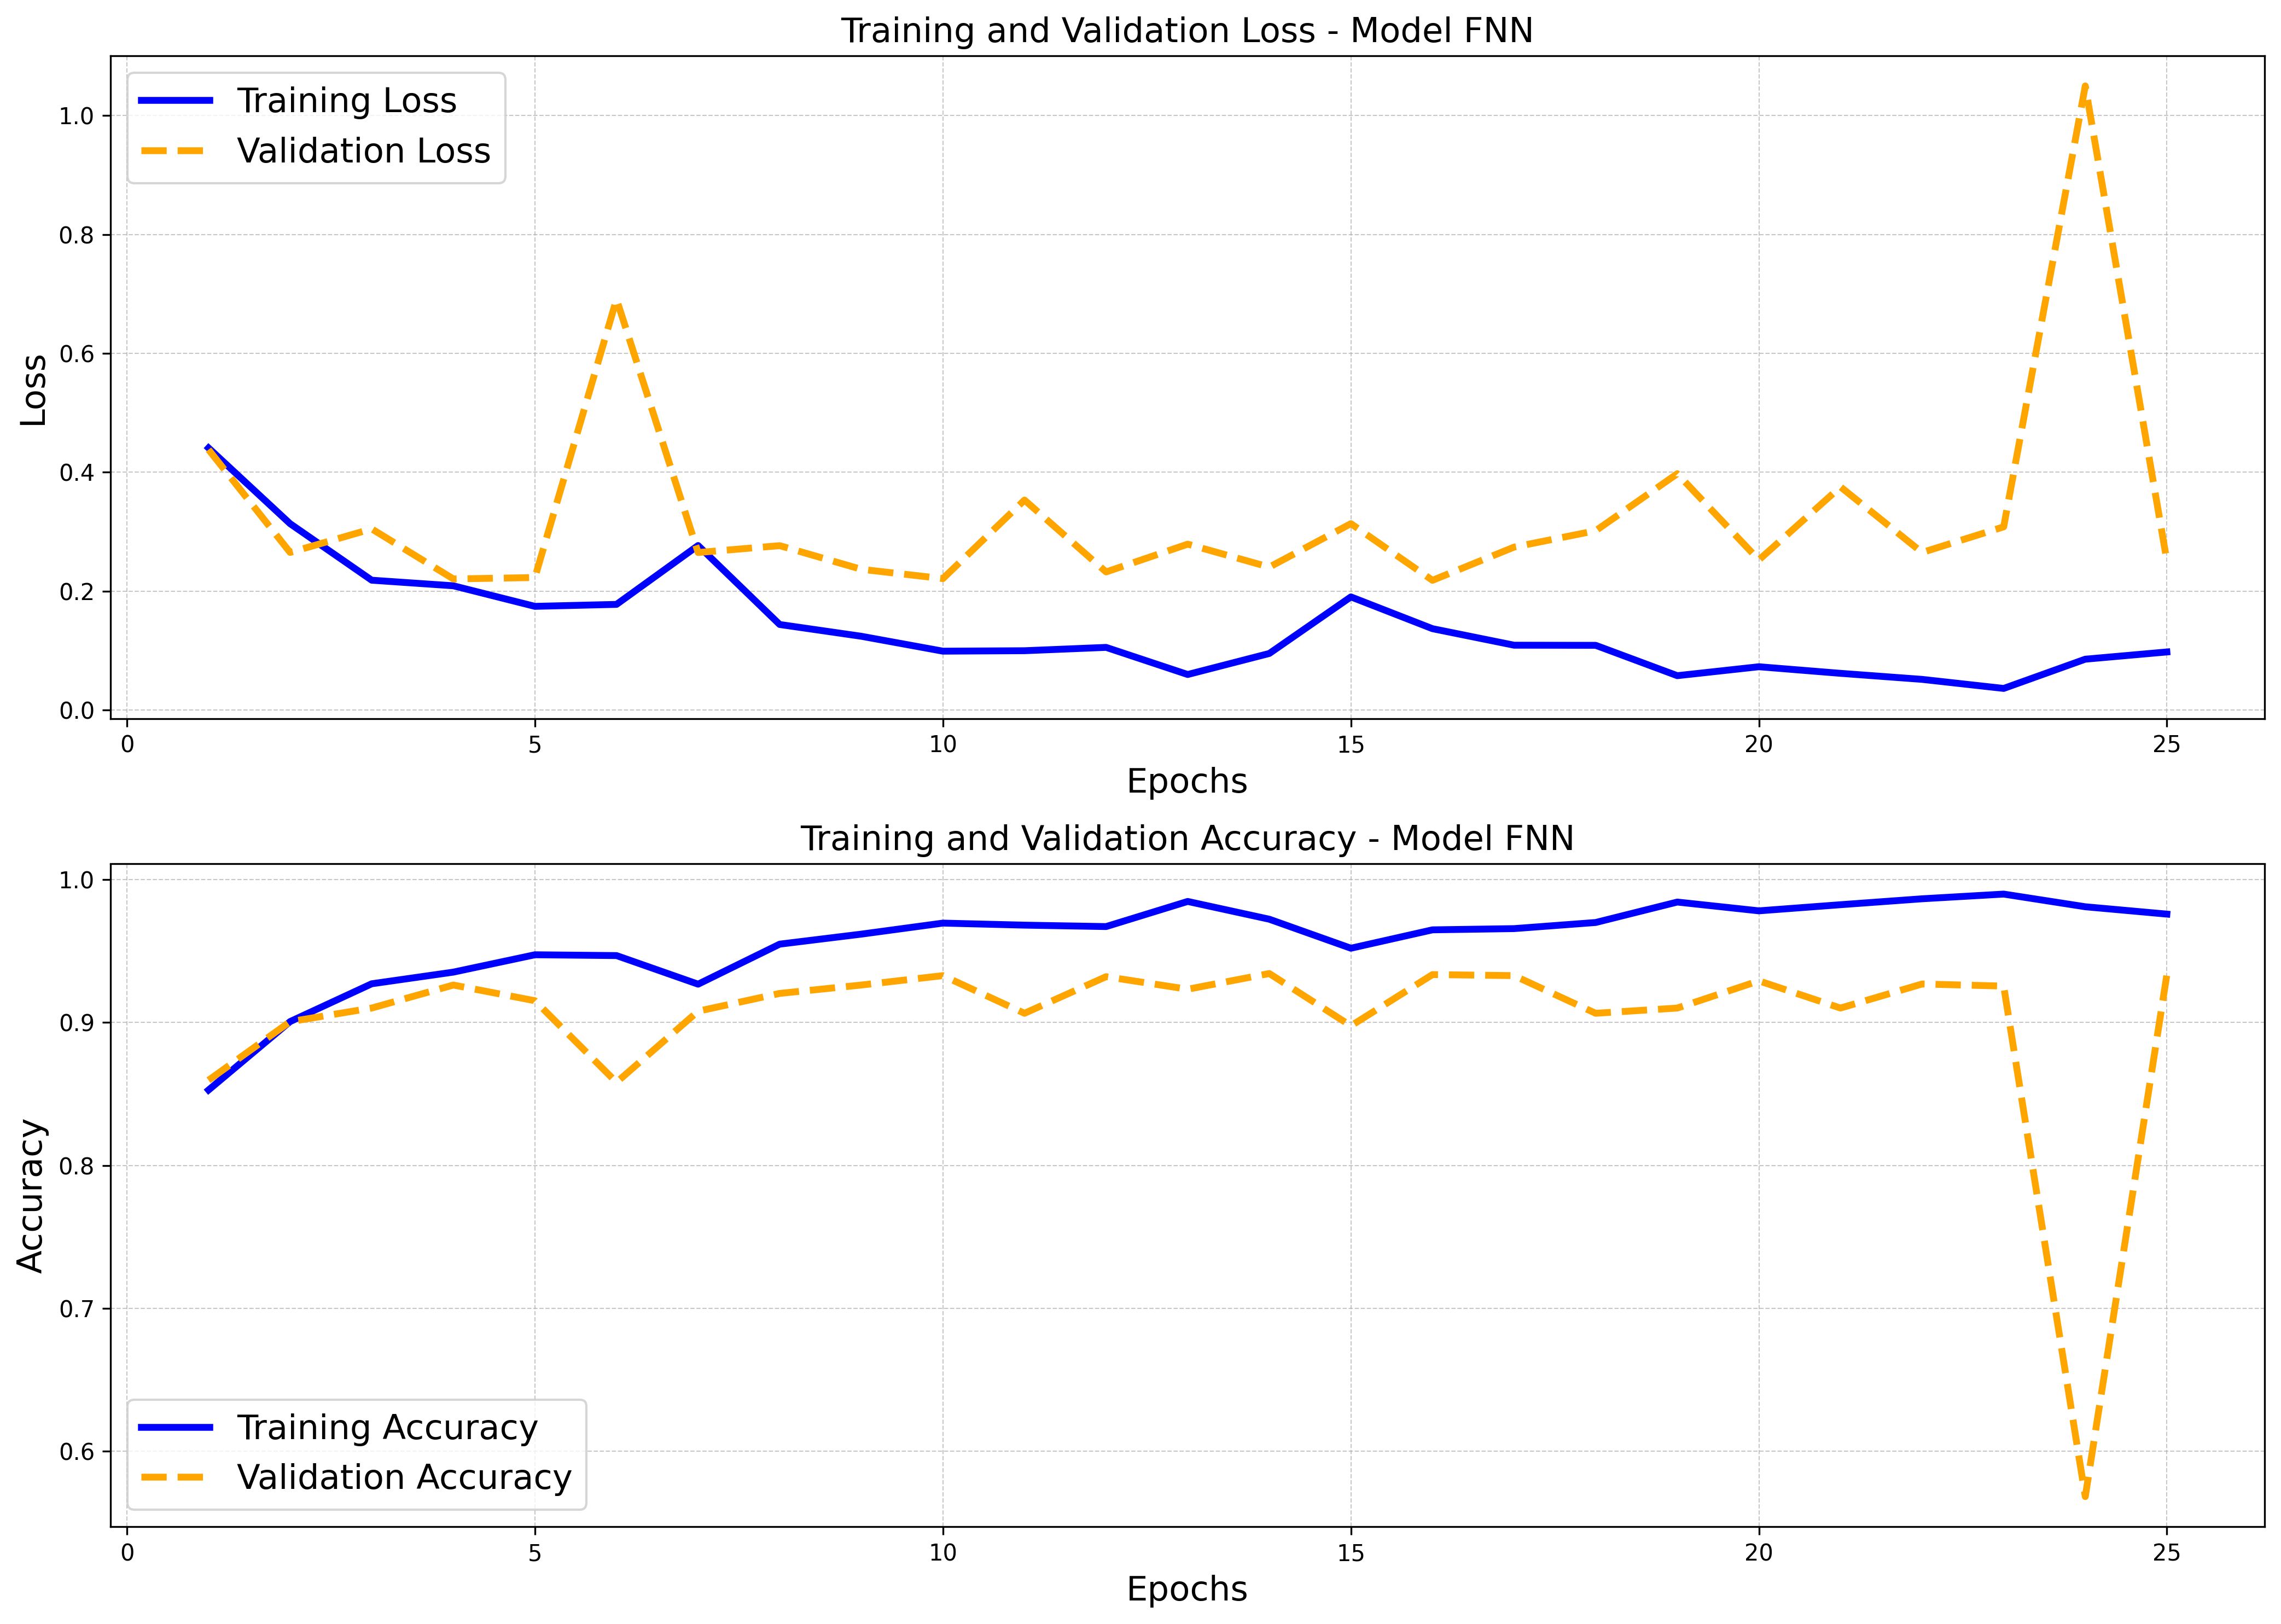 Training and Validation Loss - Model FNN
Training Loss
Validation Loss
Loss
1.0
0.8
0.6
0.4
0.2
0.0
0 5 10 15 20 25
Epochs
Training and Validation Accuracy - Model FNN
Accuracy
1.0
0.9
0.8
0.7
0.6
Training Accuracy
Validation Accuracy
0 5 10 15 20 25
Epochs